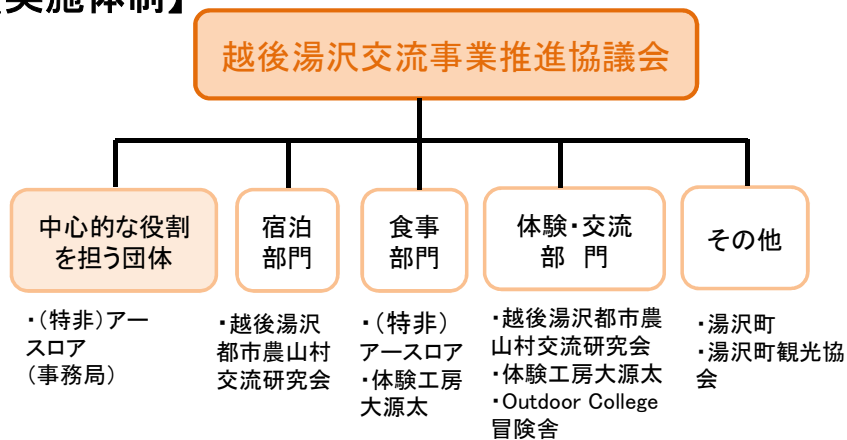 【実施体制】
越後湯沢交流事業推進協議会
中心的な役割
を担う団体
・(特非)アー
スロア
(事務局)
宿泊
部門
・越後湯沢
都市農山村
交流研究会
食事
部門
・(特非)
アースロア
・体験工房
大源太
体験・交流
部　門
・越後湯沢都市農
山村交流研究会
・体験工房大源太
・Outdoor College
冒険舎
その他
・湯沢町
・湯沢町観光協
会